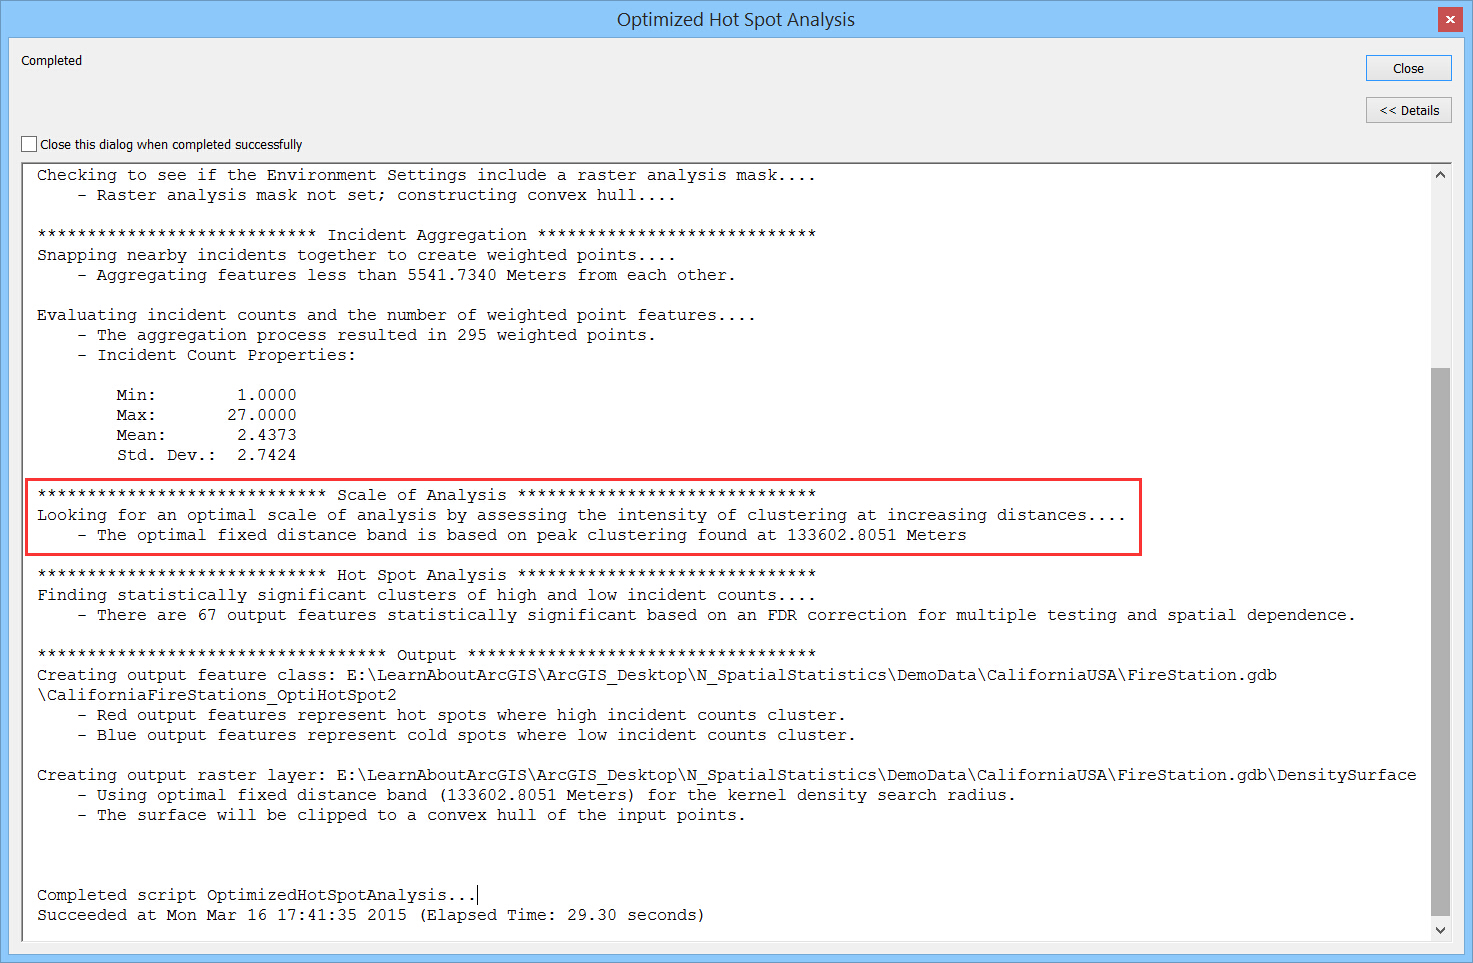 Optimized Hot Spot Analysis
Completed
Close
<< Details
Close this dialog when completed successfully
Checking to see if the Environment Settings include a raster analysis mask....
- Raster analysis mask not set; constructing convex hull....
**************************** Incident Aggregation ****************************
Snapping nearby incidents together to create weighted points....
- Aggregating features less than 5541.7340 Meters from each other.
Evaluating incident counts and the number of weighted point features....
- The aggregation process resulted in 295 weighted points.
- Incident Count Properties:
Min: 1.0000
Max: 27.0000
Mean: 2.4373
Std. Dev.: 2.7424
***************************** Scale of Analysis ******************************
Looking for an optimal scale of analysis by assessing the intensity of clustering at increasing distances....
- The optimal fixed distance band is based on peak clustering found at 133602.8051 Meters
***************************** Hot Spot Analysis ******************************
Finding statistically significant clusters of high and low incident counts....
- There are 67 output features statistically significant based on an FDR correction for multiple testing and spatial dependence.
*********************************** Output ***********************************
Creating output feature class: E:\LearnAboutArcGIS\ArcGIS_Desktop\N_SpatialStatistics\DemoData\CaliforniaUSA\FireStation.gdb
\CaliforniaFireStations_OptiHotSpot2
- Red output features represent hot spots where high incident counts cluster.
- Blue output features represent cold spots where low incident counts cluster.
Creating output raster layer: E:\LearnAboutArcGIS\ArcGIS_Desktop\N_SpatialStatistics\DemoData\CaliforniaUSA\FireStation.gdb\DensitySurface
- Using optimal fixed distance band (133602.8051 Meters) for the kernel density search radius.
- The surface will be clipped to a convex hull of the input points.
Completed script OptimizedHotSpotAnalysis...
Succeeded at Mon Mar 16 17:41:35 2015 (Elapsed Time: 29.30 seconds)